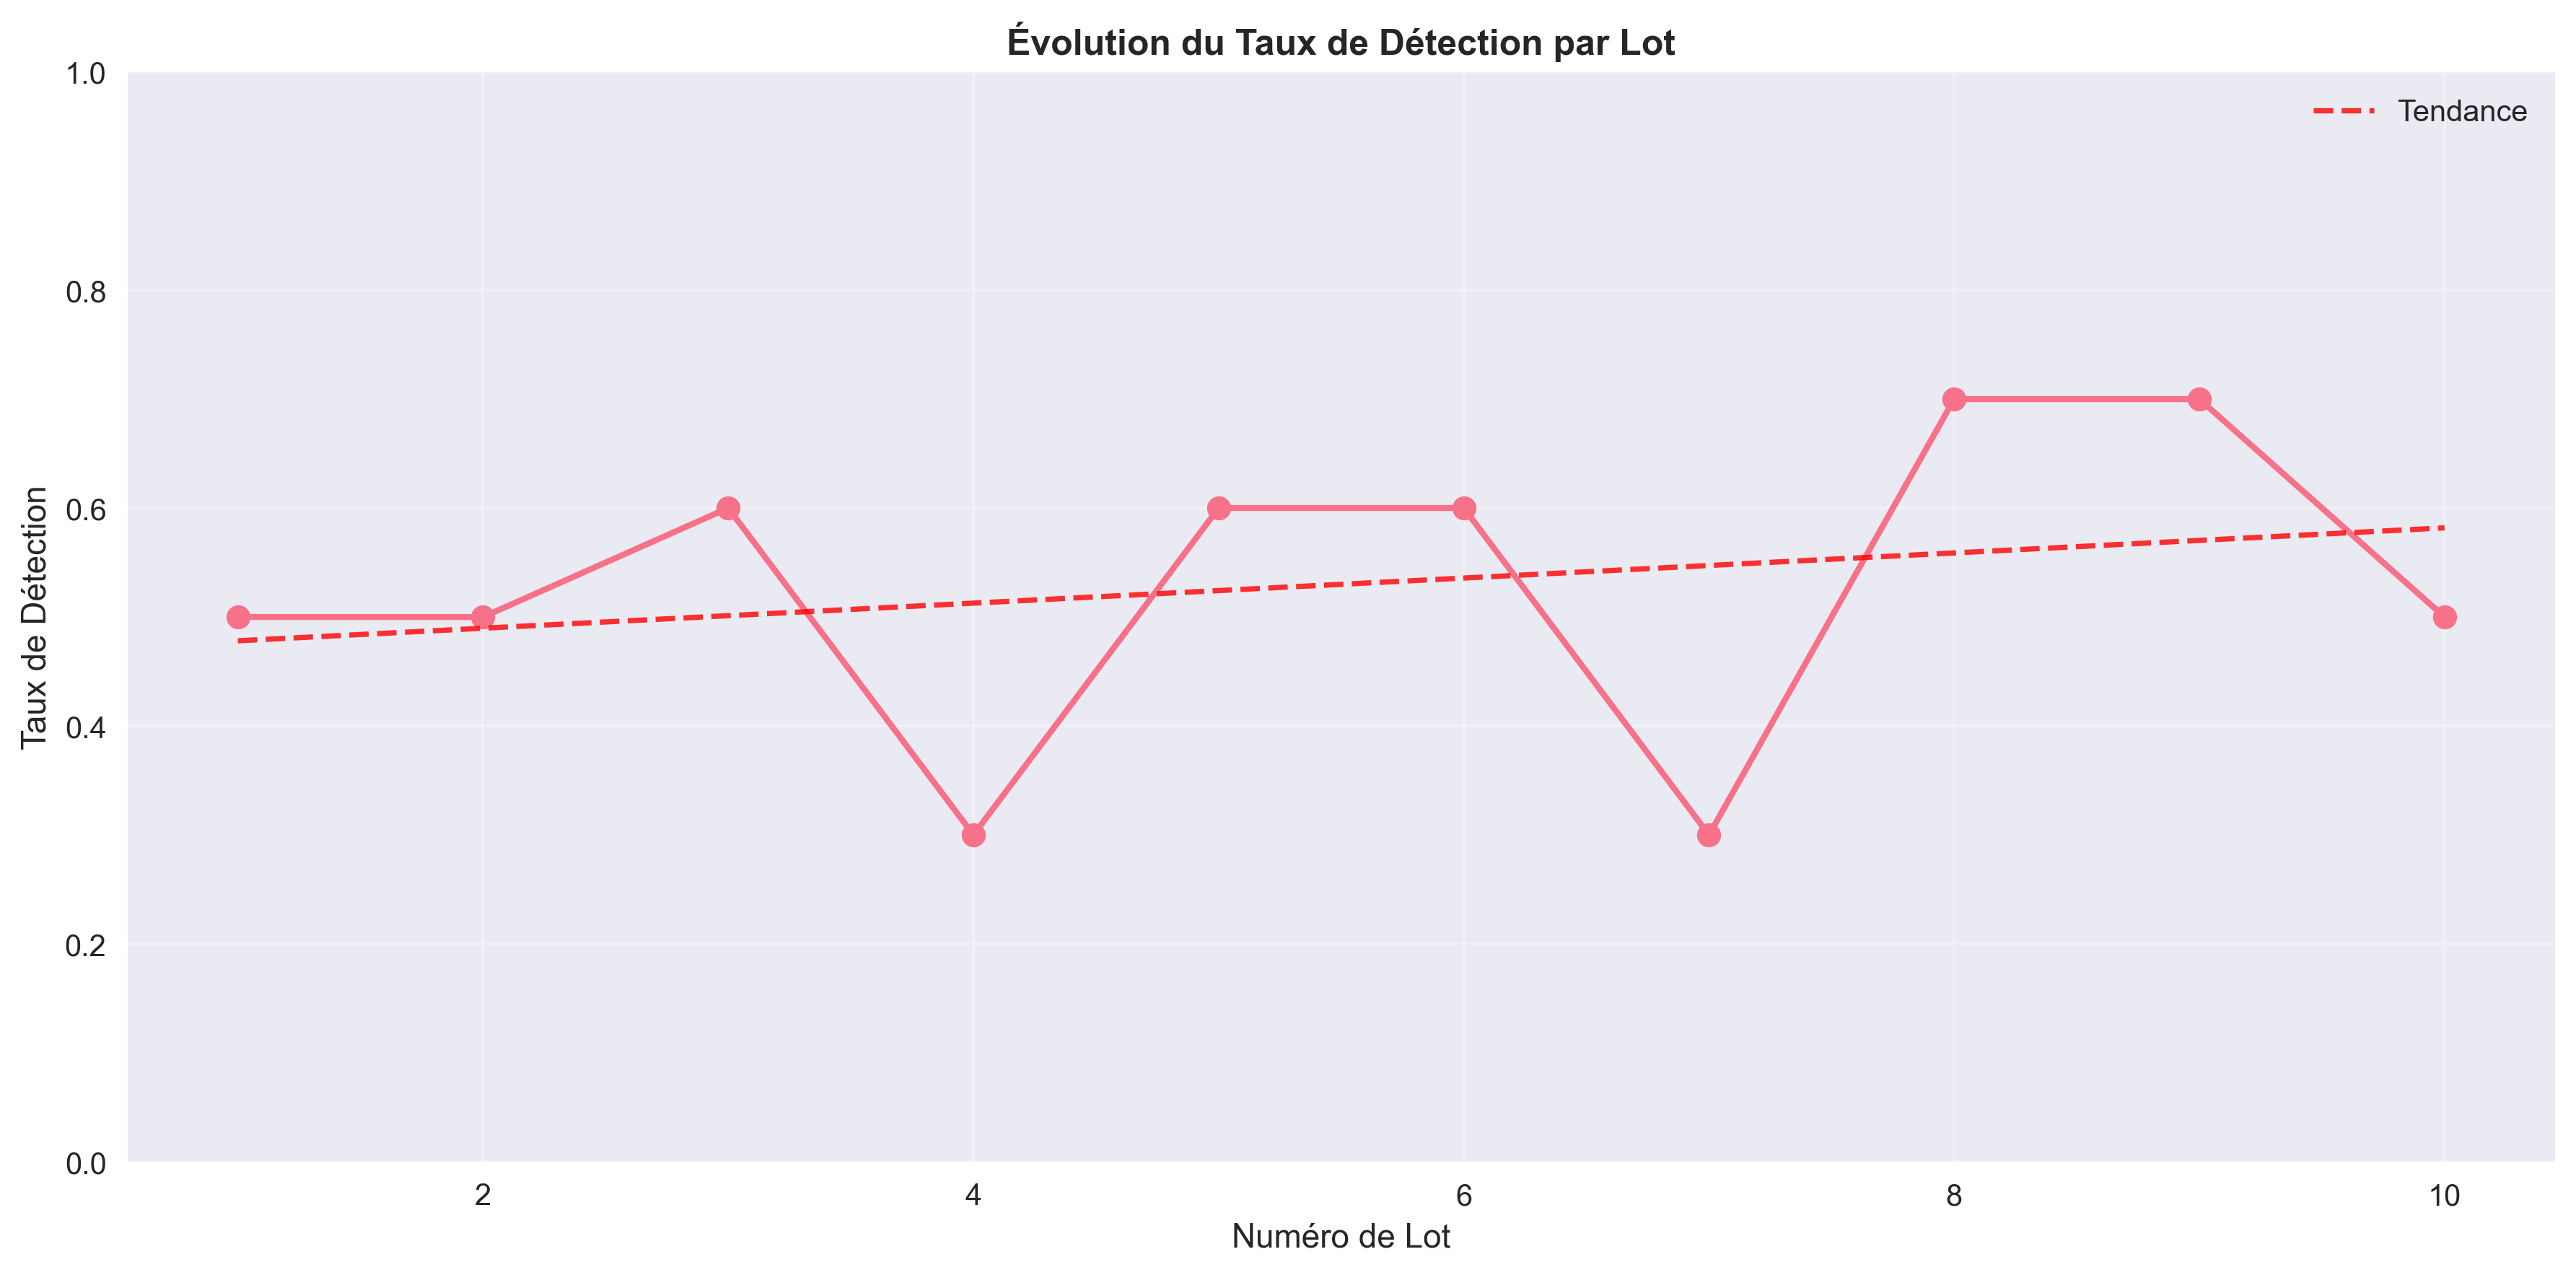 Évolution du Taux de Détection par Lot
Tendance
Taux de Détection
1.0
0.8
0.6
0.4
0.2
0.0
2 4 6 8 10
Numéro de Lot